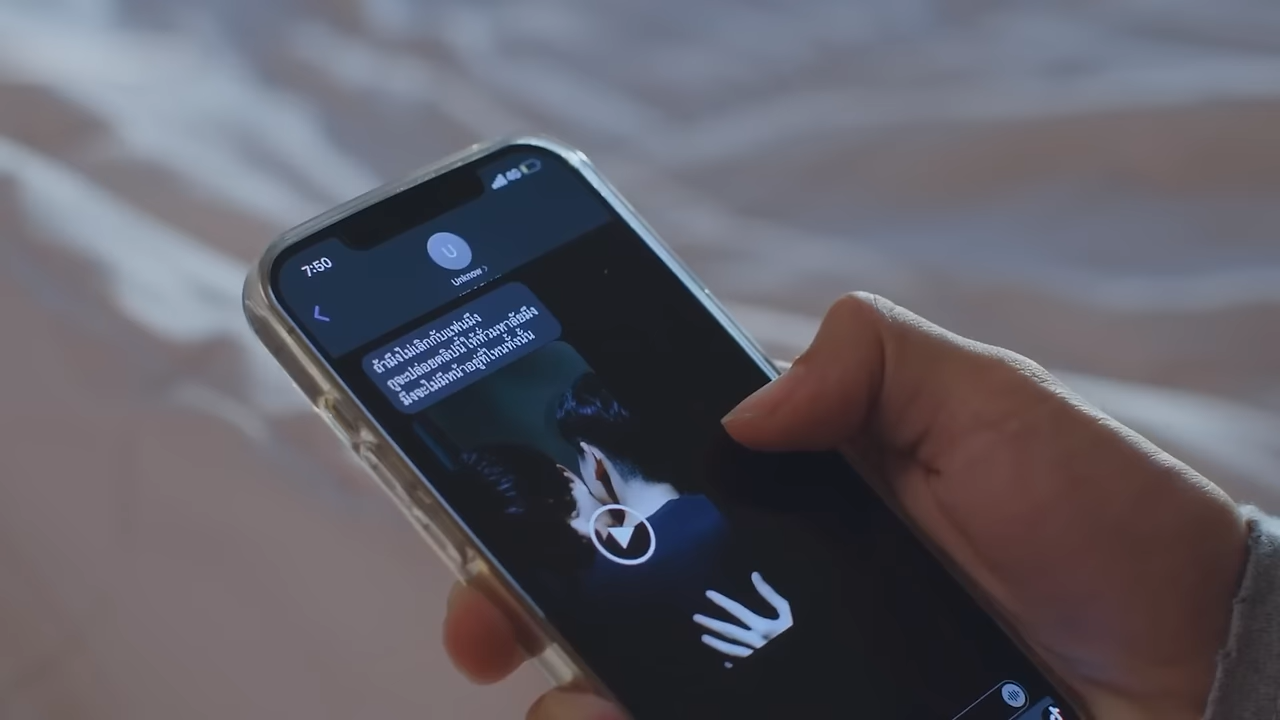 4G
7:50
U
Unknow
ถ้ามึงไม่เลิกกับแฟนมึง
กูจะปล่อยคลิปนี้ให้ทั่วมหาลัยมึง
มึงจะไม่มีหน้าอยู่ที่ไหนทั้งนั้น